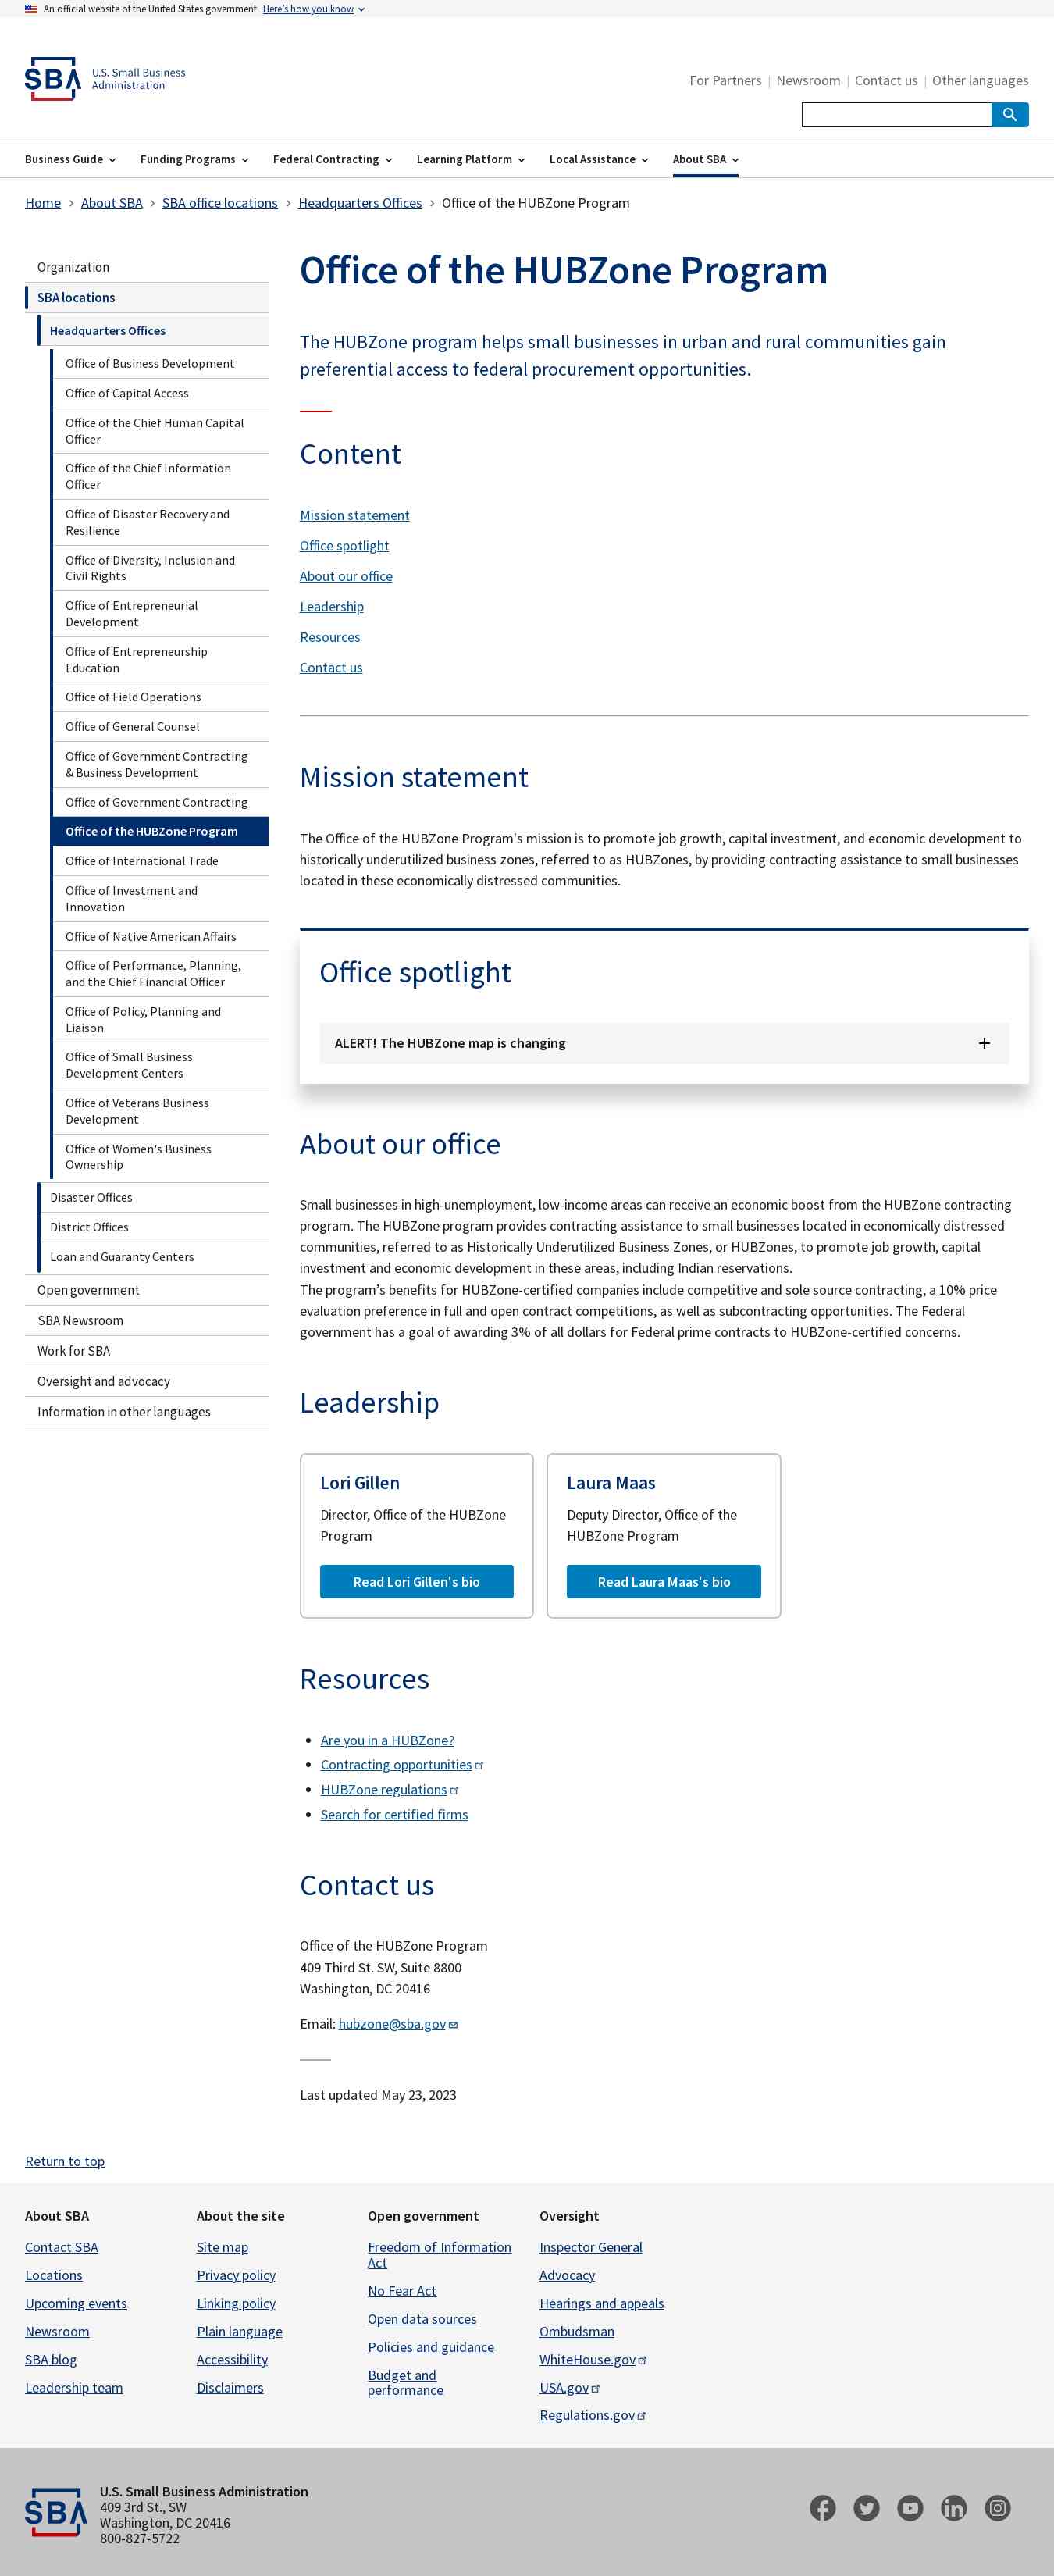 An official website of the United States government Here's how you know
SBA U.S. Small Business
Administration
For Partners | Newsroom | Contact us | Other languages
Business Guide Funding Programs Federal Contracting Learning Platform Local Assistance About SBA
Home > About SBA > SBA office locations > Headquarters Offices > Office of the HUBZone Program
Organization
SBA locations
Headquarters Offices
Office of Business Development
Office of Capital Access
Office of the Chief Human Capital
Officer
Office of the Chief Information
Officer
Office of Disaster Recovery and
Resilience
Office of Diversity, Inclusion and
Civil Rights
Office of Entrepreneurial
Development
Office of Entrepreneurship
Education
Office of Field Operations
Office of General Counsel
Office of Government Contracting
& Business Development
Office of Government Contracting
Office of the HUBZone Program
Office of International Trade
Office of Investment and
Innovation
Office of Native American Affairs
Office of Performance, Planning,
and the Chief Financial Officer
Office of Policy, Planning and
Liaison
Office of Small Business
Development Centers
Office of Veterans Business
Development
Office of Women's Business
Ownership
Disaster Offices
District Offices
Loan and Guaranty Centers
Open government
SBA Newsroom
Work for SBA
Oversight and advocacy
Information in other languages
Office of the HUBZone Program
The HUBZone program helps small businesses in urban and rural communities gain
preferential access to federal procurement opportunities.
Content
Mission statement
Office spotlight
About our office
Leadership
Resources
Contact us
Mission statement
The Office of the HUBZone Program's mission is to promote job growth, capital investment, and economic development to
historically underutilized business zones, referred to as HUBZones, by providing contracting assistance to small businesses
located in these economically distressed communities.
Office spotlight
ALERT! The HUBZone map is changing
About our office
Small businesses in high-unemployment, low-income areas can receive an economic boost from the HUBZone contracting
program. The HUBZone program provides contracting assistance to small businesses located in economically distressed
communities, referred to as Historically Underutilized Business Zones, or HUBZones, to promote job growth, capital
investment and economic development in these areas, including Indian reservations.
The program’s benefits for HUBZone-certified companies include competitive and sole source contracting, a 10% price
evaluation preference in full and open contract competitions, as well as subcontracting opportunities. The Federal
government has a goal of awarding 3% of all dollars for Federal prime contracts to HUBZone-certified concerns.
Leadership
Lori Gillen
Director, Office of the HUBZone
Program
Read Lori Gillen's bio
Laura Maas
Deputy Director, Office of the
HUBZone Program
Read Laura Maas's bio
Resources
• Are you in a HUBZone?
• Contracting opportunities
• HUBZone regulations
• Search for certified firms
Contact us
Office of the HUBZone Program
409 Third St. SW, Suite 8800
Washington, DC 20416
Email: hubzone@sba.gov
Last updated May 23, 2023
Return to top
About SBA
Contact SBA
Locations
Upcoming events
Newsroom
SBA blog
Leadership team
About the site
Site map
Privacy policy
Linking policy
Plain language
Accessibility
Disclaimers
Open government
Freedom of Information
Act
No Fear Act
Open data sources
Policies and guidance
Budget and
performance
Oversight
Inspector General
Advocacy
Hearings and appeals
Ombudsman
WhiteHouse.gov
USA.gov
Regulations.gov
SBA
U.S. Small Business Administration
409 3rd St., SW
Washington, DC 20416
800-827-5722